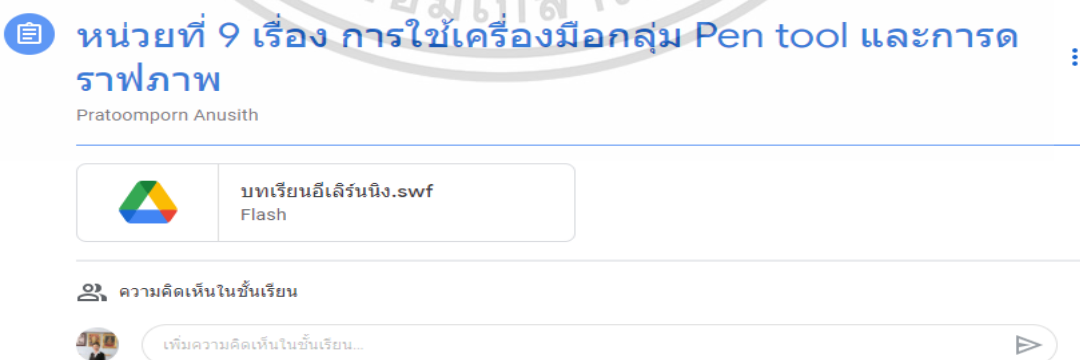 หน่วยที่ 9 เรื่อง การใช้เครื่องมือกลุ่ม Pen tool และการด
ราฟภาพ
Pratoomporn Anusith
บทเรียนอีเลิร์นนิง.swf
Flash
ความคิดเห็นในชั้นเรียน
เพิ่มความคิดเห็นในชั้นเรียน...